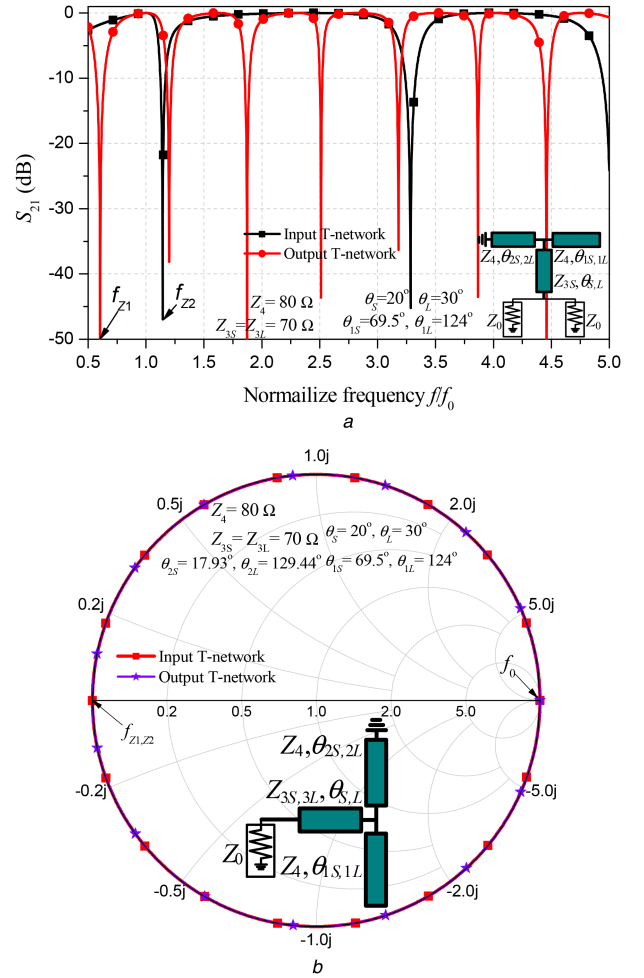 0
-10
-20
-30
-40
-50
S21 (dB)
0.5 1.0 1.5 2.0 2.5 3.0 3.5 4.0 4.5 5.0
Normailize frequency f/f0
Input T-network
Output T-network
fZ1
fZ2
Z4 = 80 Ω
Z3S=Z3L= 70 Ω
θS=20° θL=30°
θ1S=69.5°, θ1L=124°
Z4,θ2S,2L
Z4,θ1S,1L
Z3S,θS,L
Z0
Z0
a
1.0j
0.5j
2.0j
Z4= 80 Ω
Z3S= Z3L= 70 Ω θS= 20°, θL=30°
θ2S= 17.93°, θ2L= 129.44° θ1S= 69.5°, θ1L= 124°
0.2j
5.0j
Input T-network
Output T-network
f0
0.2 0.5 1.0 2.0 5.0
fZ1,Z2
Z4,θ2S,2L
Z3S,3L,θS,L
Z0
Z4,θ1S,1L
-0.2j
-5.0j
-0.5j
-2.0j
-1.0j
b